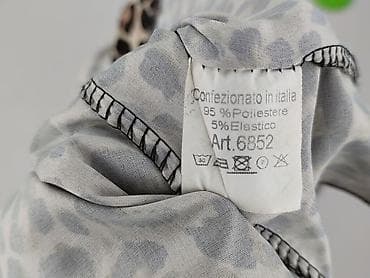 Confezionato in Italia
95 % Poliestere
5% Elastico
Art.6852